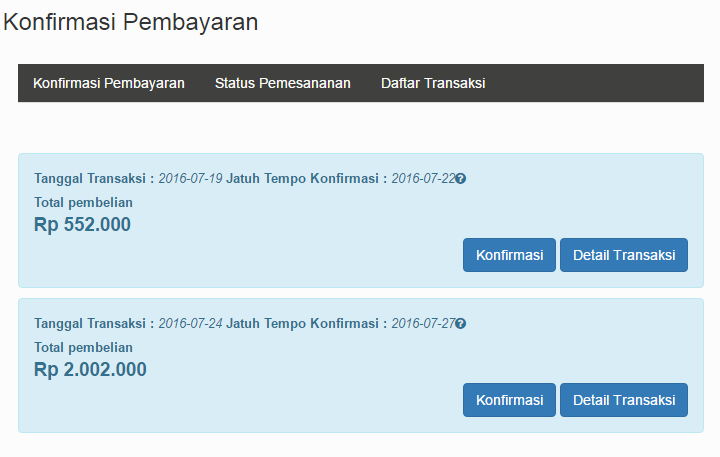 Konfirmasi Pembayaran
Konfirmasi Pembayaran Status Pemesananan Daftar Transaksi
Tanggal Transaksi : 2016-07-19 Jatuh Tempo Konfirmasi : 2016-07-22
Total pembelian
Rp 552.000
Konfirmasi Detail Transaksi
Tanggal Transaksi : 2016-07-24 Jatuh Tempo Konfirmasi : 2016-07-27
Total pembelian
Rp 2.002.000
Konfirmasi Detail Transaksi